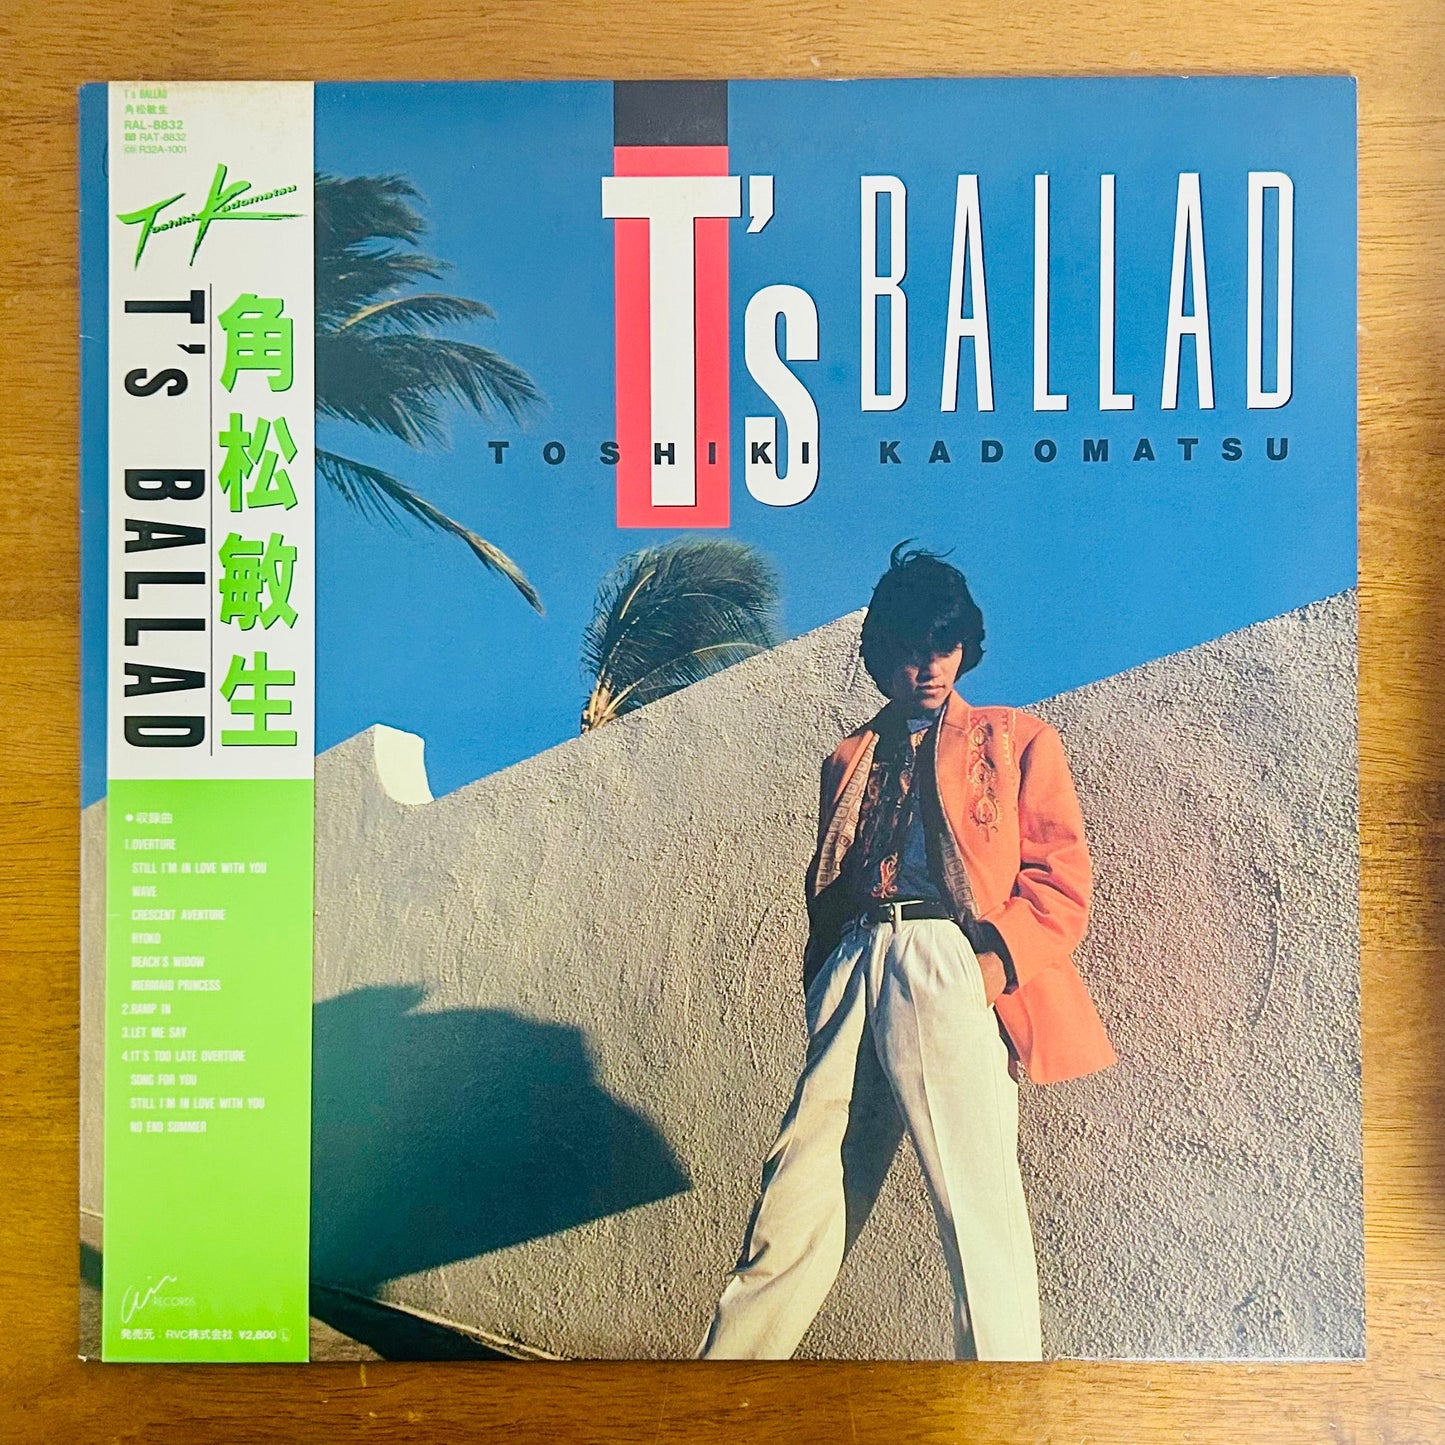 T's BALLAD
角松敏生
RAL-8832
RAT-8832
CD R32A-1001
Toshiki Kadomatsu
角松敏生
T's BALLAD
●収録曲
1.OVERTURE
STILL I'M IN LOVE WITH YOU
WAVE
CRESCENT AVENTURE
RYOKO
BEACH'S WIDOW
MERMAID PRINCESS
2.RAMP IN
3.LET ME SAY
4.IT'S TOO LATE OVERTURE
SONG FOR YOU
STILL I'M IN LOVE WITH YOU
NO END SUMMER
Air RECORDS
発売元：RVC株式会社 ¥2,800 Ⓛ
T's BALLAD
TOSHIKI KADOMATSU